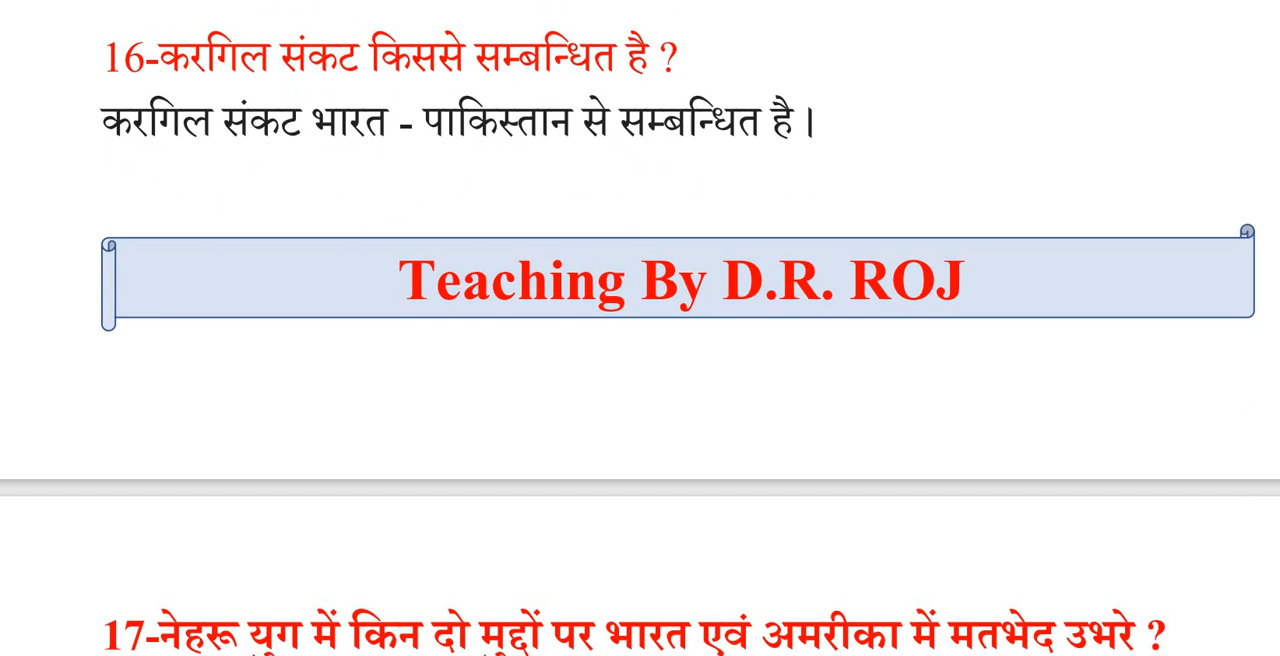 16-करगिल संकट किससे सम्बन्धित है ?
करगिल संकट भारत - पाकिस्तान से सम्बन्धित है।
Teaching By D.R. ROJ
17-नेहरू युग में किन दो मुद्दों पर भारत एवं अमरीका में मतभेद उभरे ?